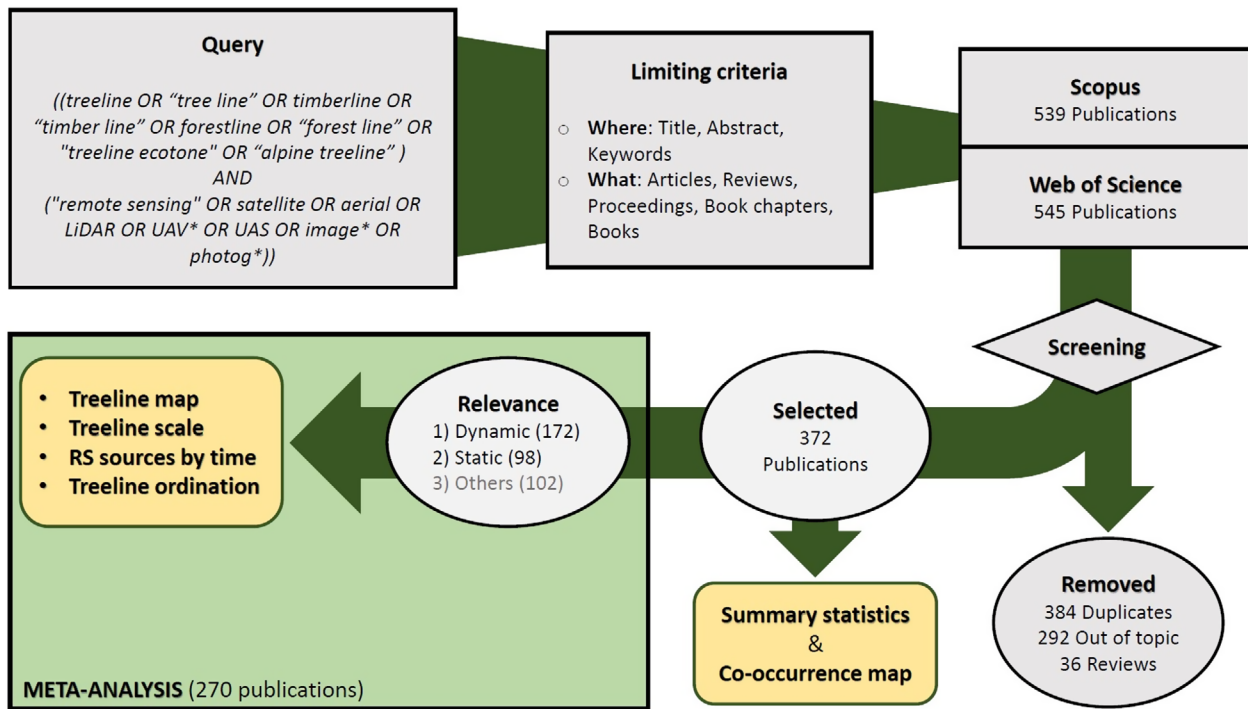 Query
((treeline OR “tree line” OR timberline OR
“timber line” OR forestline OR “forest line” OR
"treeline ecotone" OR “alpine treeline” )
AND
("remote sensing" OR satellite OR aerial OR
LiDAR OR UAV* OR UAS OR image* OR
photog*))
Limiting criteria
○ Where: Title, Abstract,
Keywords
○ What: Articles, Reviews,
Proceedings, Book chapters,
Books
Scopus
539 Publications
Web of Science
545 Publications
Screening
Selected
372
Publications
Relevance
1) Dynamic (172)
2) Static (98)
3) Others (102)
• Treeline map
• Treeline scale
• RS sources by time
• Treeline ordination
META-ANALYSIS (270 publications)
Summary statistics
&
Co-occurrence map
Removed
384 Duplicates
292 Out of topic
36 Reviews